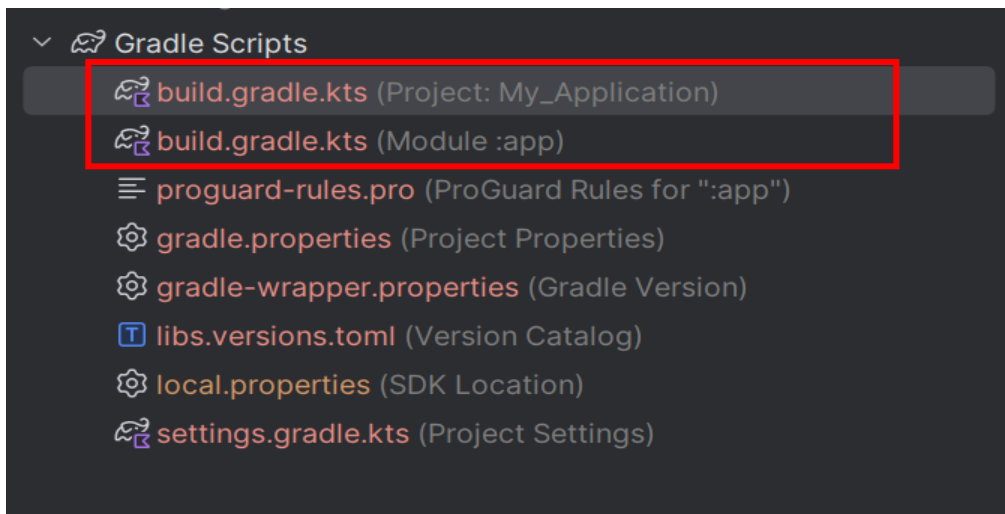 Gradle Scripts
build.gradle.kts (Project: My_Application)
build.gradle.kts (Module :app)
proguard-rules.pro (ProGuard Rules for ":app")
gradle.properties (Project Properties)
gradle-wrapper.properties (Gradle Version)
T libs.versions.toml (Version Catalog)
local.properties (SDK Location)
settings.gradle.kts (Project Settings)